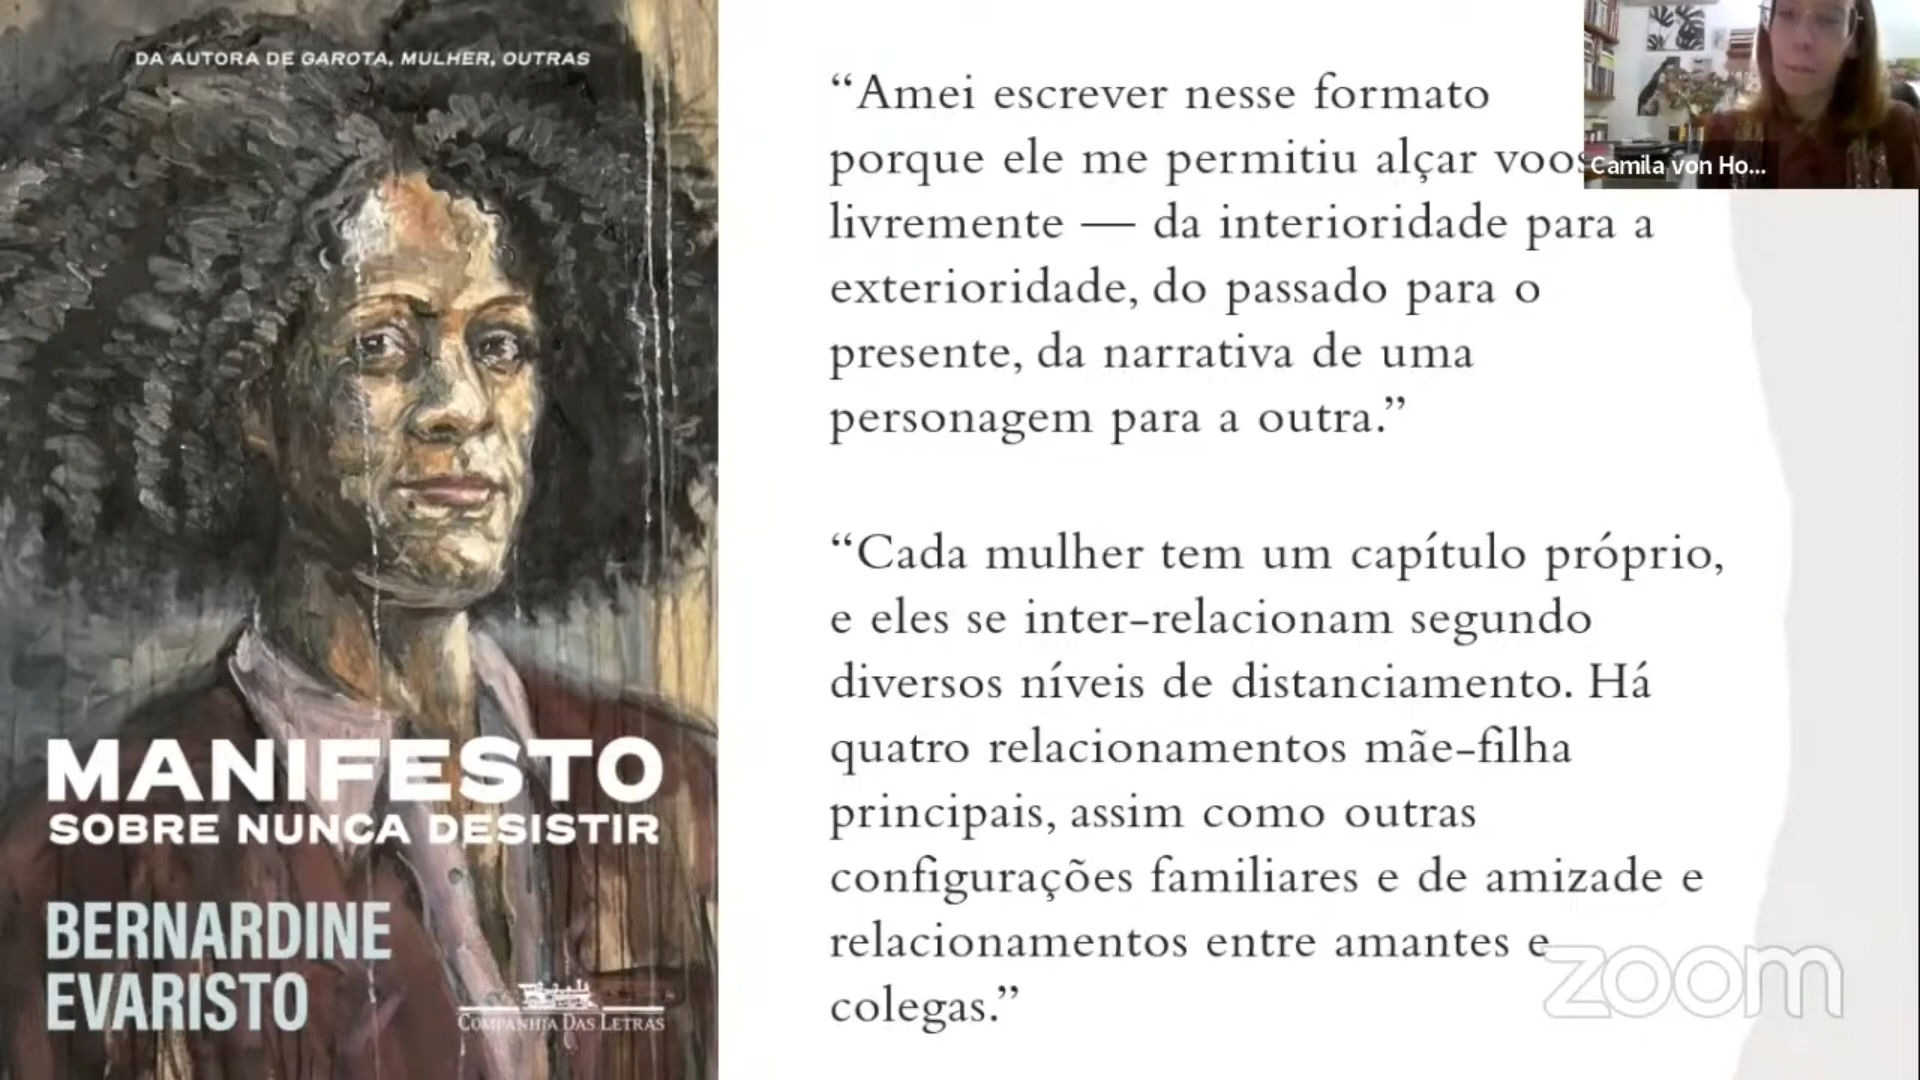 DA AUTORA DE GAROTA, MULHER, OUTRAS
MANIFESTO
SOBRE NUNCA DESISTIR
BERNARDINE
EVARISTO
COMPANHIA DAS LETRAS
“Amei escrever nesse formato
porque ele me permitiu alçar voos
livremente — da interioridade para a
exterioridade, do passado para o
presente, da narrativa de uma
personagem para a outra.”
“Cada mulher tem um capítulo próprio,
e eles se inter-relacionam segundo
diversos níveis de distanciamento. Há
quatro relacionamentos mãe-filha
principais, assim como outras
configurações familiares e de amizade e
relacionamentos entre amantes e
colegas.”
Camila von Ho...
zoom